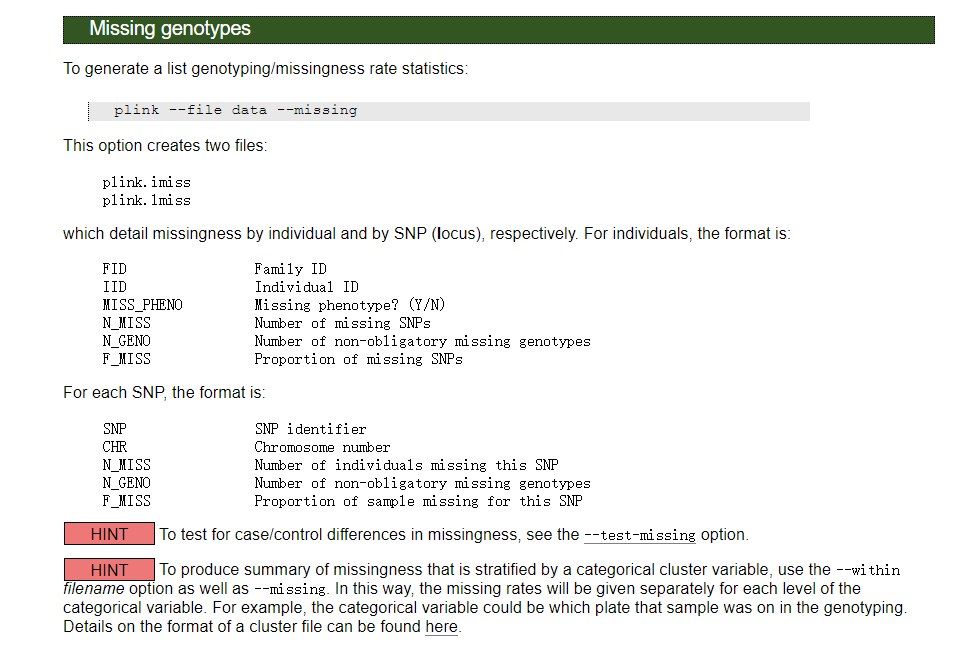 Missing genotypes
To generate a list genotyping/missingness rate statistics:
plink --file data --missing
This option creates two files:
plink.imiss
plink.lmiss
which detail missingness by individual and by SNP (locus), respectively. For individuals, the format is:
FID Family ID
IID Individual ID
MISS_PHENO Missing phenotype? (Y/N)
N_MISS Number of missing SNPs
N_GENO Number of non-obligatory missing genotypes
F_MISS Proportion of missing SNPs
For each SNP, the format is:
SNP SNP identifier
CHR Chromosome number
N_MISS Number of individuals missing this SNP
N_GENO Number of non-obligatory missing genotypes
F_MISS Proportion of sample missing for this SNP
HINT To test for case/control differences in missingness, see the --test-missing option.
HINT To produce summary of missingness that is stratified by a categorical cluster variable, use the --within
filename option as well as --missing. In this way, the missing rates will be given separately for each level of the
categorical variable. For example, the categorical variable could be which plate that sample was on in the genotyping.
Details on the format of a cluster file can be found here.